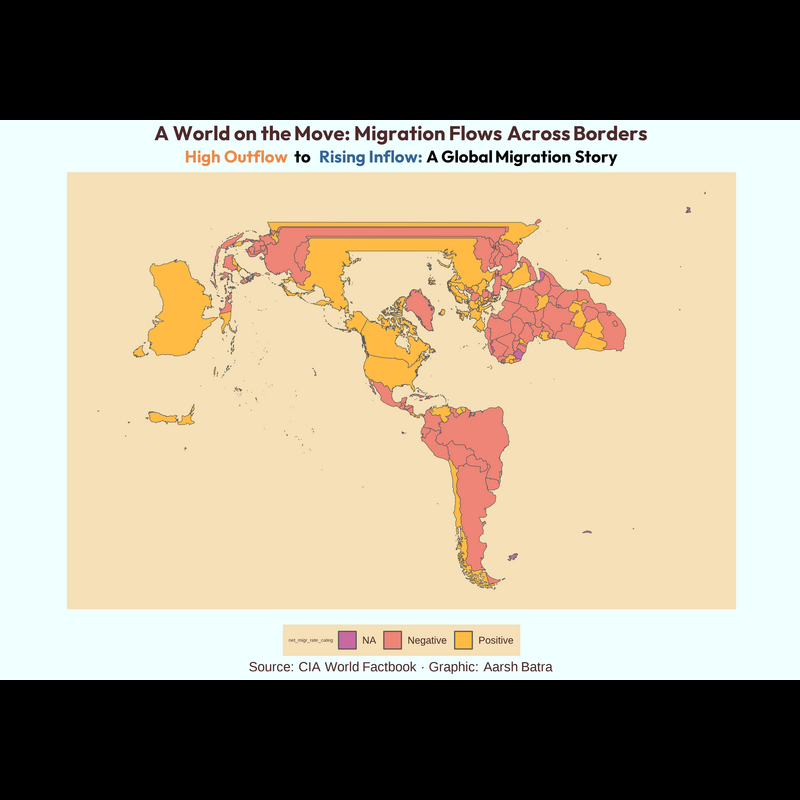 A World on the Move: Migration Flows Across Borders
High Outflow to Rising Inflow: A Global Migration Story
net_migr_rate_categ NA Negative Positive
Source: CIA World Factbook · Graphic: Aarsh Batra